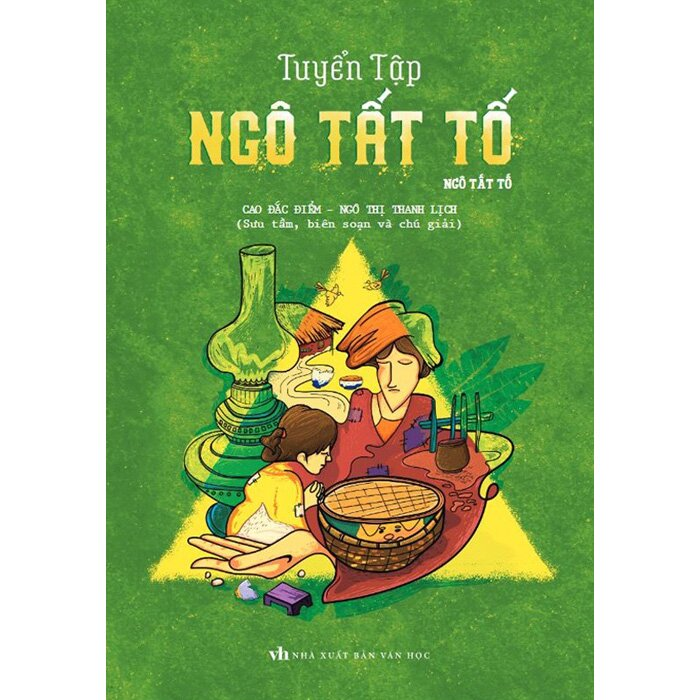 Tuyển Tập
NGÔ TẤT TỐ
NGÔ TẤT TỐ
CAO ĐẮC ĐIỂM – NGÔ THỊ THANH LỊCH
(Sưu tầm, biên soạn và chú giải)
vh NHÀ XUẤT BẢN VĂN HỌC